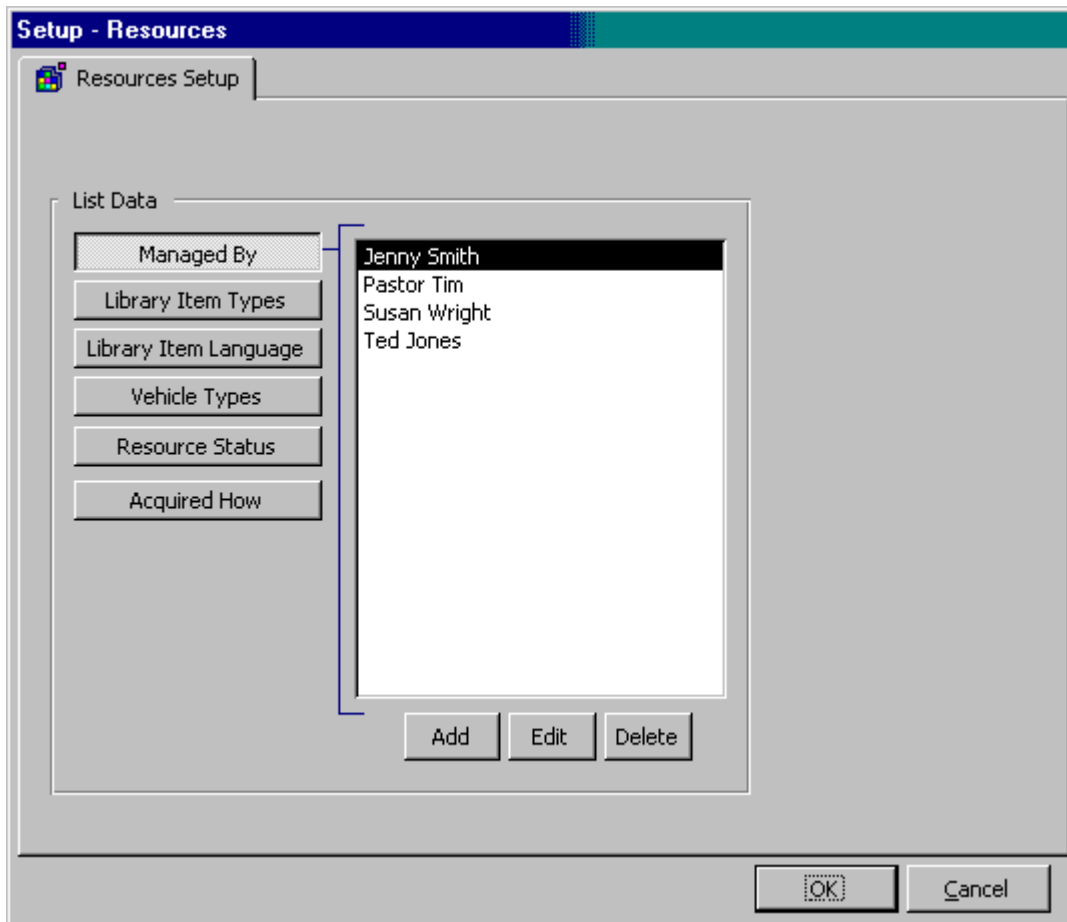 Setup - Resources
Resources Setup
List Data
Managed By
Library Item Types
Library Item Language
Vehicle Types
Resource Status
Acquired How
Jenny Smith
Pastor Tim
Susan Wright
Ted Jones
Add Edit Delete
OK Cancel